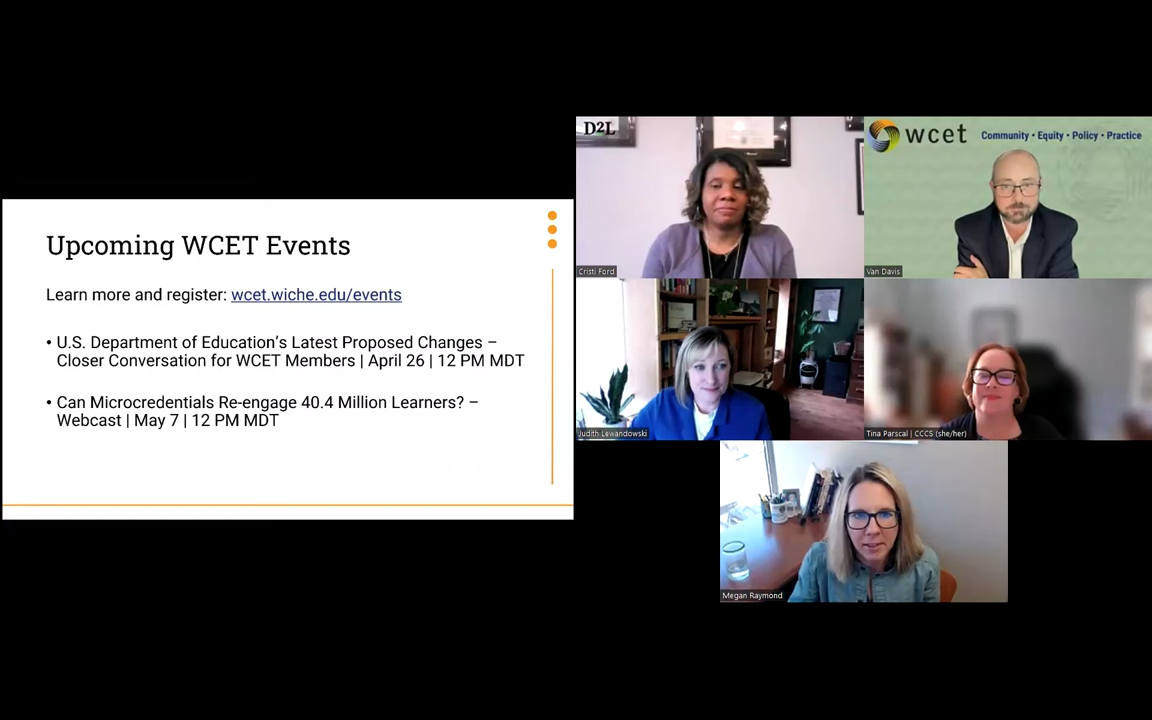 Upcoming WCET Events
Learn more and register: wcet.wiche.edu/events
• U.S. Department of Education's Latest Proposed Changes –
Closer Conversation for WCET Members | April 26 | 12 PM MDT
• Can Microcredentials Re-engage 40.4 Million Learners? –
Webcast | May 7 | 12 PM MDT
D2L
Cristi Ford
wcet
Community • Equity • Policy • Practice
Van Davis
Judith Lewandowski
Tina Parscal | CCCS (she/her)
Megan Raymond